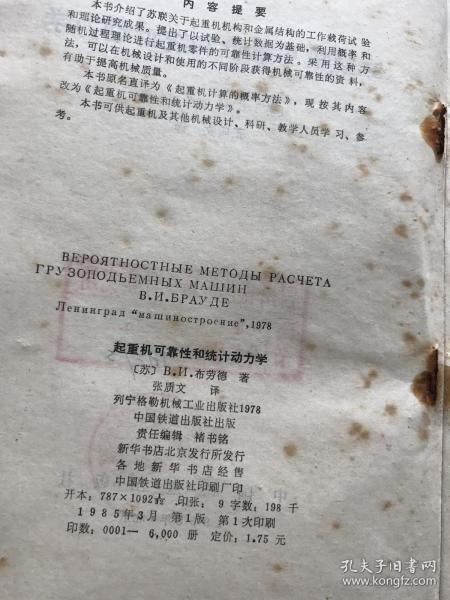 内容提要
本书介绍了苏联关于起重机机构和金属结构的工作载荷试验
和理论研究成果。提出了以试验、统计数据为基础,利用概率和
随机过程理论进行起重机零件的可靠性计算方法。采用这种方
法,可以在机械设计和使用的不同阶段获得机械可靠性的资料,
有助于提高机械质量。
本书原名直译为《起重机计算的概率方法》,现按其内容
改为《起重机可靠性和统计动力学》。
本书可供起重机及其他机械设计、科研、教学人员学习、参
考。
ВЕРОЯТНОСТНЫЕ МЕТОДЫ РАСЧЕТА
ГРУЗОПОДЬЕМНЫХ МАШИН
В.И.БРАУДЕ
Ленинград "машиностроение",1978
起重机可靠性和统计动力学
〔苏〕В.И.布劳德 著
张质文 译
列宁格勒机械工业出版社1978
中国铁道出版社出版
责任编辑 褚书铭
新华书店北京发行所发行
各地新华书店经售
中国铁道出版社印刷厂印
开本:787×1092 印张:9 字数:198 千
1985年3月 第1版 第1次印刷
印数:0001—6,000 册 定价:1.75 元
孔夫子旧书网
www.kongfz.com